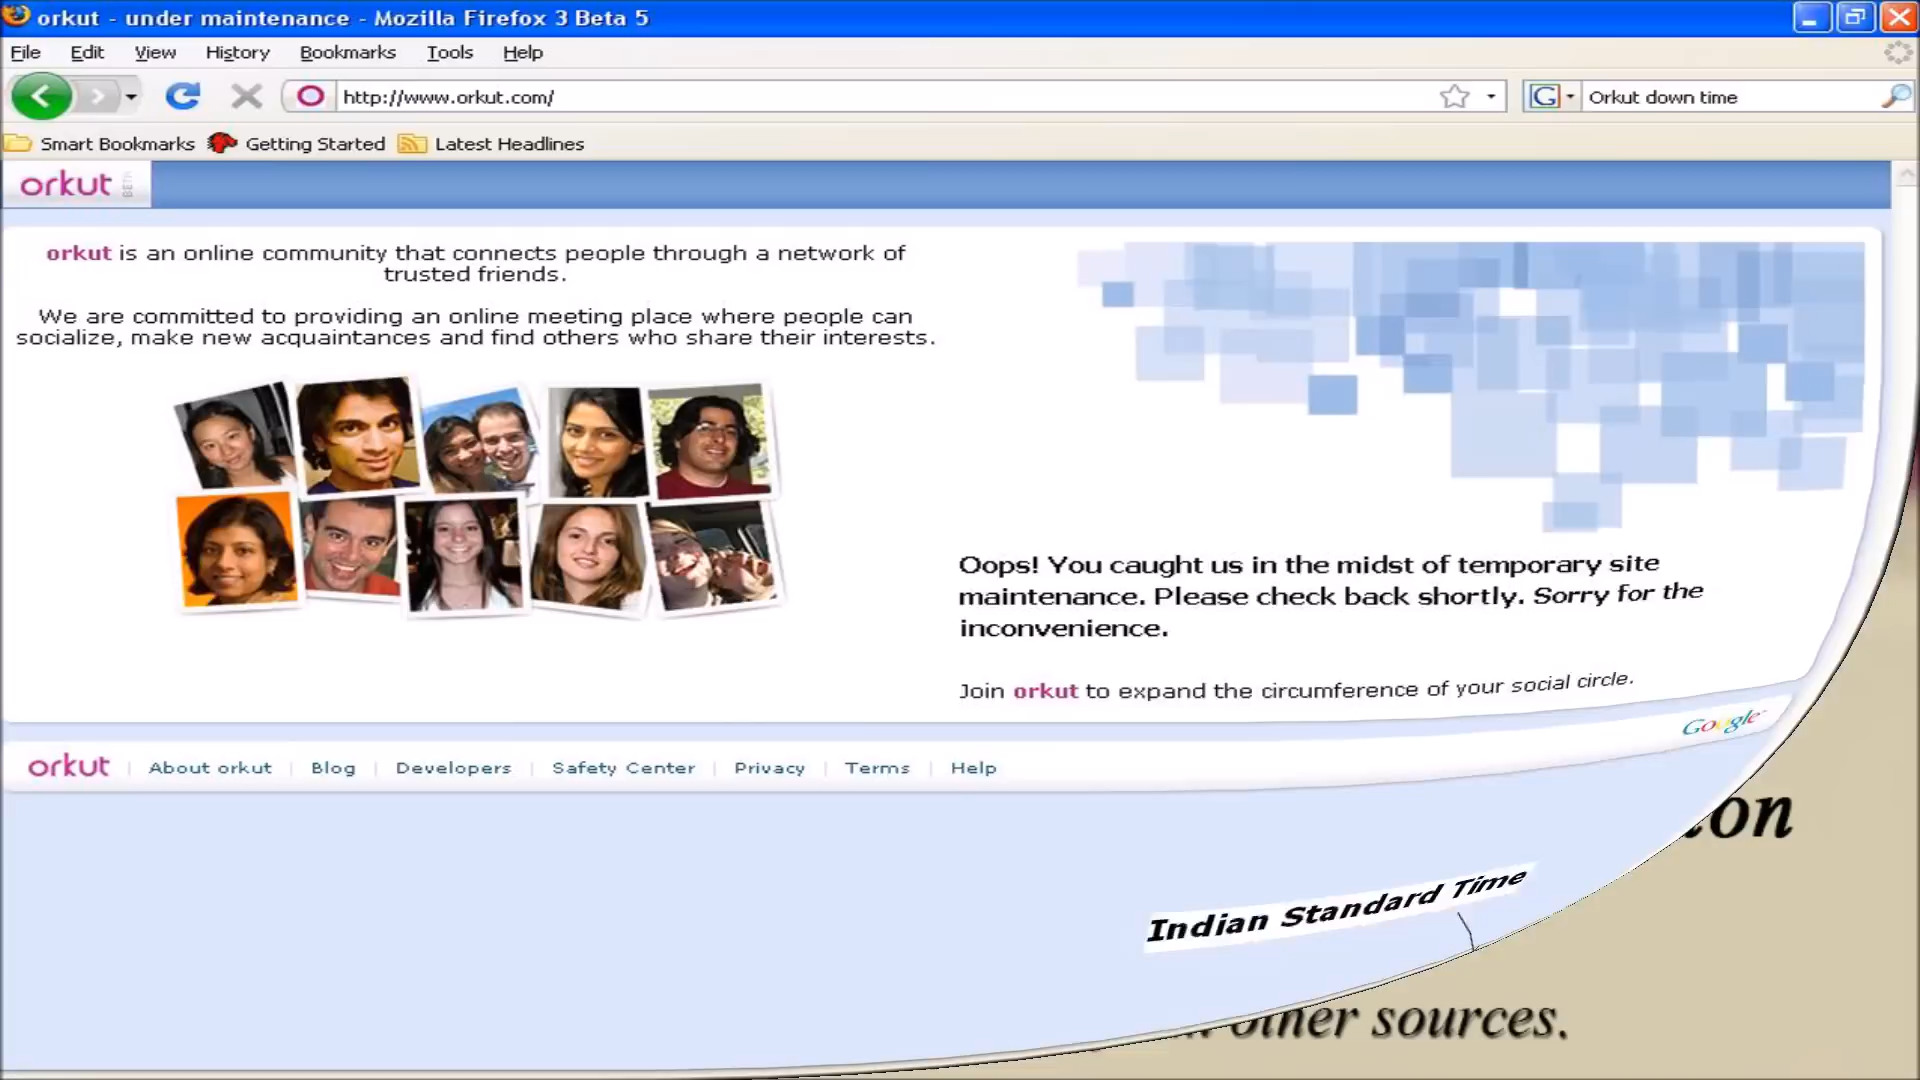 orkut - under maintenance - Mozilla Firefox 3 Beta 5
File Edit View History Bookmarks Tools Help
http://www.orkut.com/ Orkut down time
Smart Bookmarks Getting Started Latest Headlines
orkut BETA
orkut is an online community that connects people through a network of
trusted friends.
We are committed to providing an online meeting place where people can
socialize, make new acquaintances and find others who share their interests.
Oops! You caught us in the midst of temporary site
maintenance. Please check back shortly. Sorry for the
inconvenience.
Join orkut to expand the circumference of your social circle.
Google
orkut About orkut Blog Developers Safety Center Privacy Terms Help
Indian Standard Time
other sources.